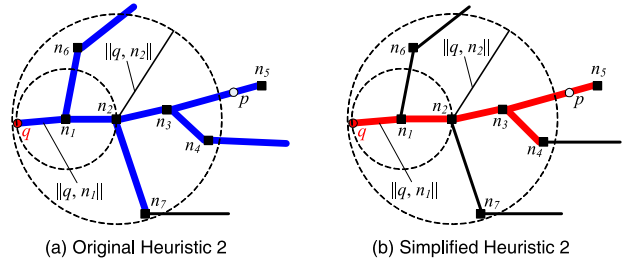 n6
||q, n2||
n5
n2
p
q
n1
n3
n4
||q, n1||
n7
(a) Original Heuristic 2
n6
||q, n2||
n5
n2
p
q
n1
n3
n4
||q, n1||
n7
(b) Simplified Heuristic 2